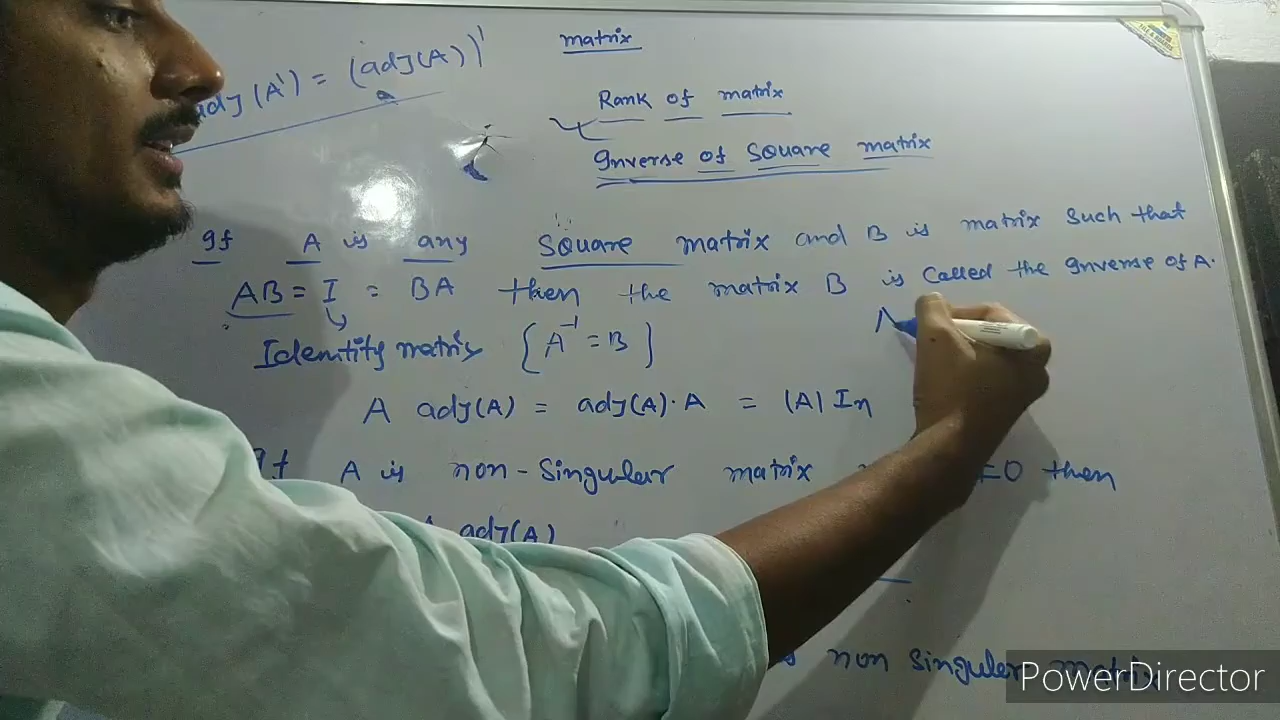 matrix
adj(A') = (adj(A))'
Rank of matrix
Inverse of Square matrix
If A is any Square matrix and B is matrix Such that
AB = I = BA then the matrix B is Called the Inverse of A.
Identity matrix {A⁻¹ = B}
A adj(A) = adj(A)·A = |A| In
If A is non-Singular matrix =0 then
adj(A)
is non Singular matrix
PowerDirector